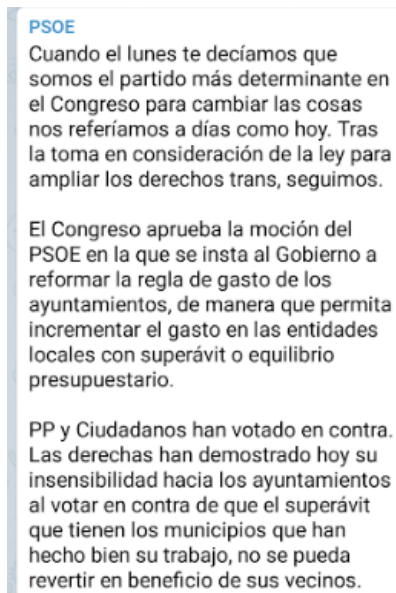 PSOE
Cuando el lunes te decíamos que
somos el partido más determinante en
el Congreso para cambiar las cosas
nos referíamos a días como hoy. Tras
la toma en consideración de la ley para
ampliar los derechos trans, seguimos.
El Congreso aprueba la moción del
PSOE en la que se insta al Gobierno a
reformar la regla de gasto de los
ayuntamientos, de manera que permita
incrementar el gasto en las entidades
locales con superávit o equilibrio
presupuestario.
PP y Ciudadanos han votado en contra.
Las derechas han demostrado hoy su
insensibilidad hacia los ayuntamientos
al votar en contra de que el superávit
que tienen los municipios que han
hecho bien su trabajo, no se pueda
revertir en beneficio de sus vecinos.